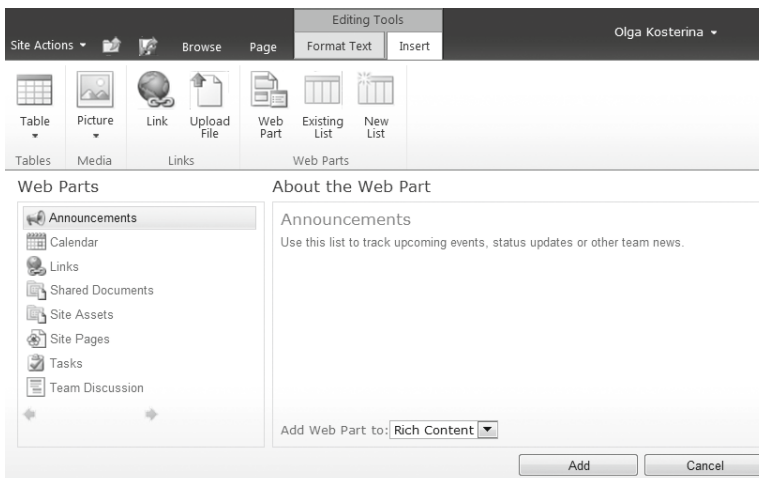 Editing Tools
Olga Kosterina
Site Actions Browse Page Format Text Insert
Table Picture Link Upload File Web Part Existing List New List
Tables Media Links Web Parts
Web Parts
Announcements
Calendar
Links
Shared Documents
Site Assets
Site Pages
Tasks
Team Discussion
About the Web Part
Announcements
Use this list to track upcoming events, status updates or other team news.
Add Web Part to: Rich Content
Add Cancel